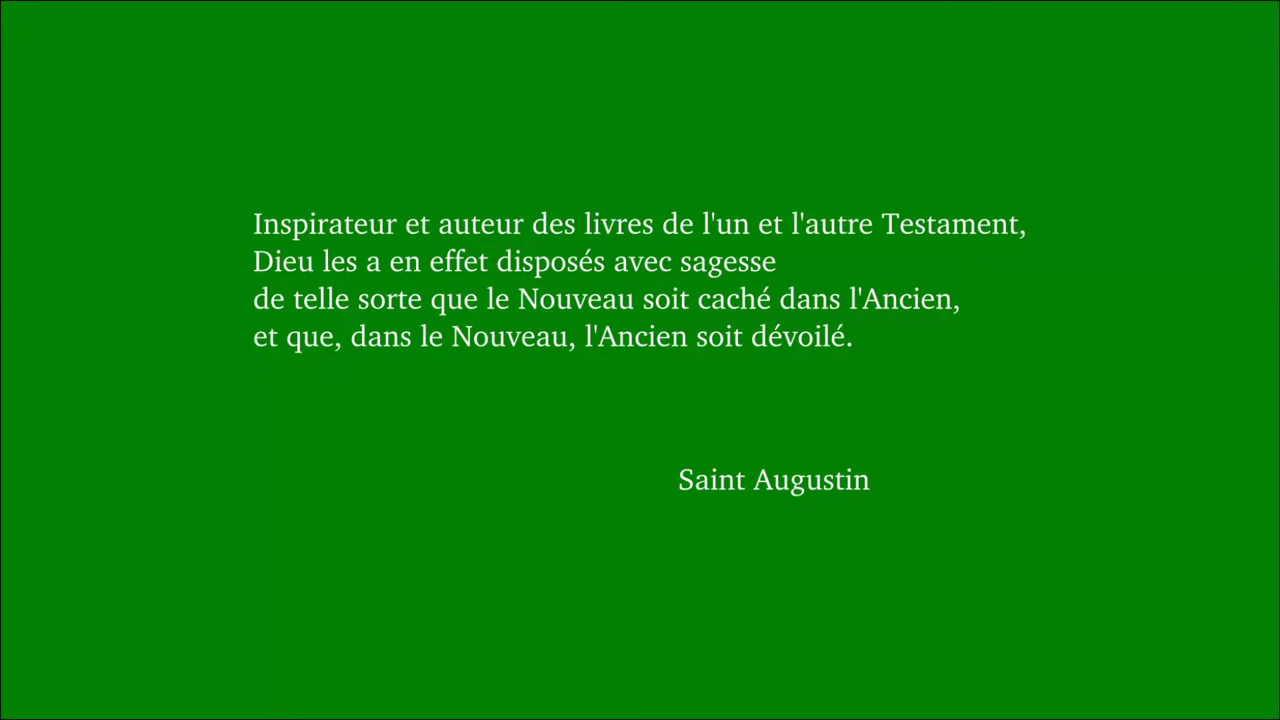 Inspirateur et auteur des livres de l'un et l'autre Testament,
Dieu les a en effet disposés avec sagesse
de telle sorte que le Nouveau soit caché dans l'Ancien,
et que, dans le Nouveau, l'Ancien soit dévoilé.
Saint Augustin